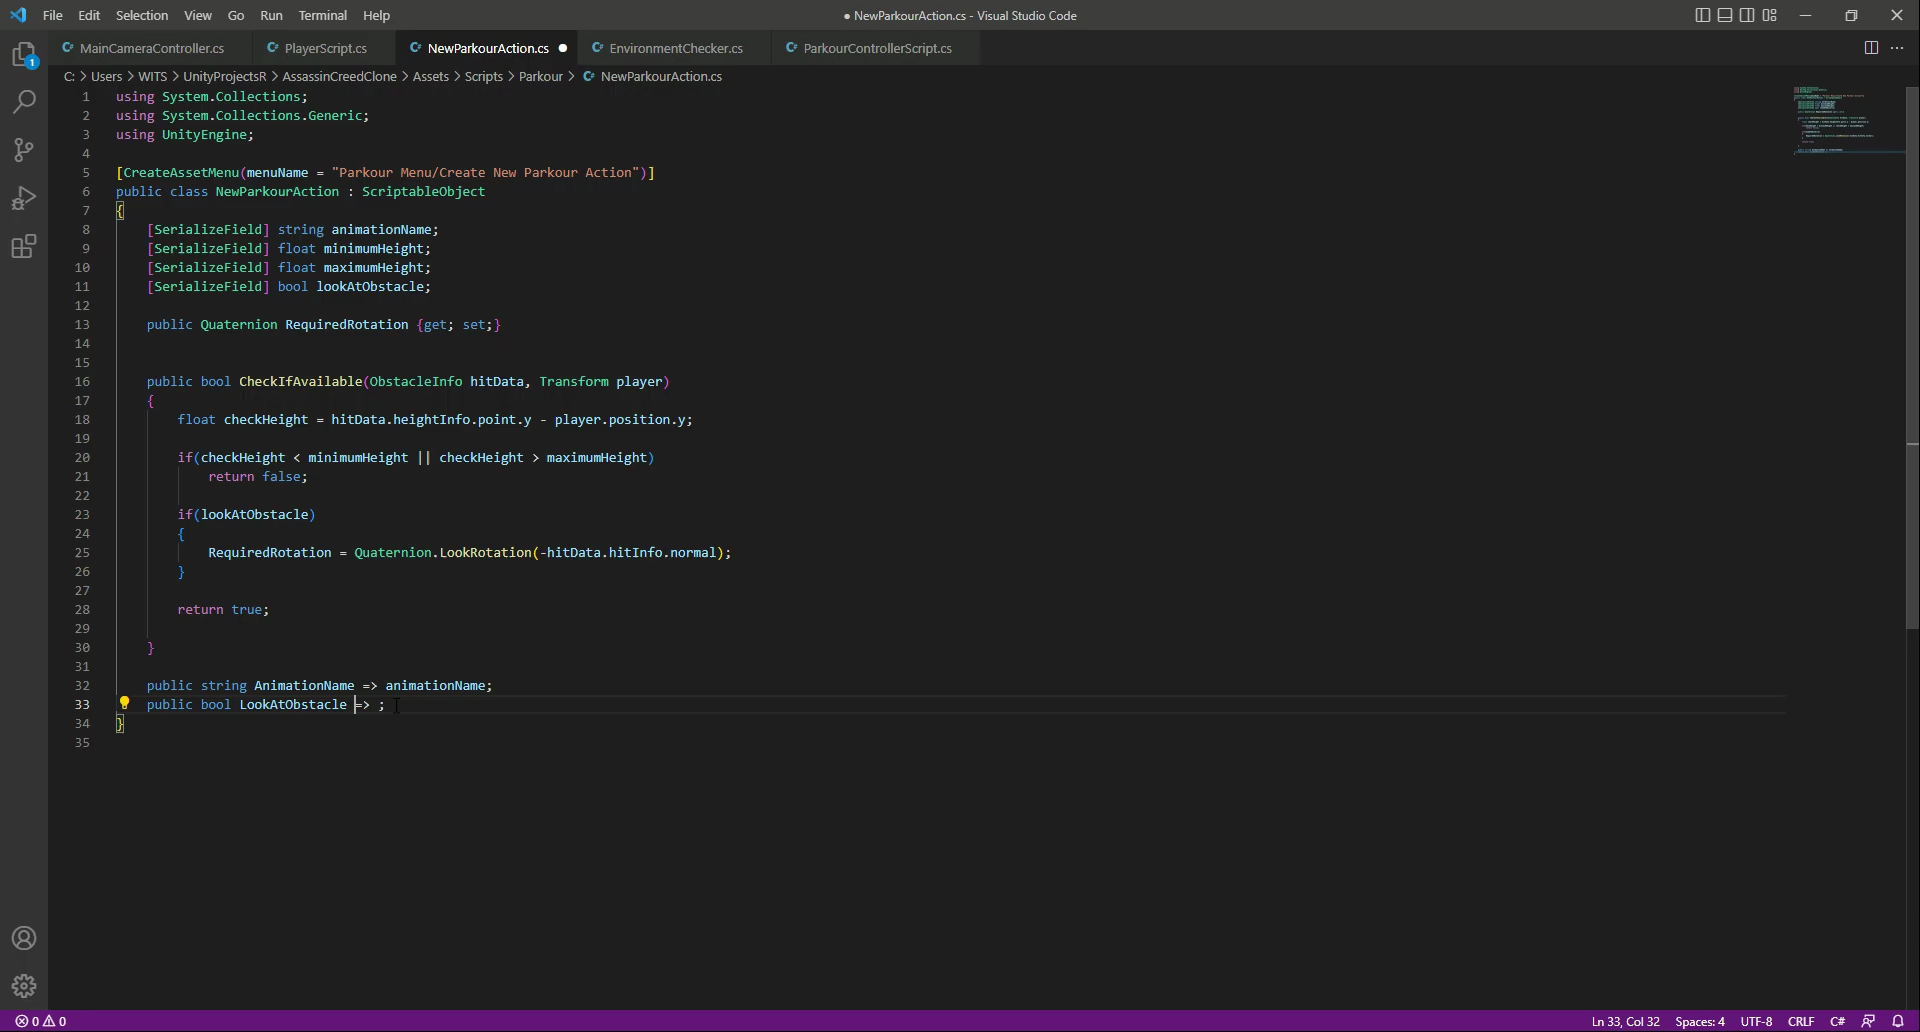 File Edit Selection View Go Run Terminal Help
● NewParkourAction.cs - Visual Studio Code
MainCameraController.cs PlayerScript.cs NewParkourAction.cs EnvironmentChecker.cs ParkourControllerScript.cs
C: > Users > WITS > UnityProjectsR > AssassinCreedClone > Assets > Scripts > Parkour > NewParkourAction.cs
1
1 using System.Collections;
2 using System.Collections.Generic;
3 using UnityEngine;
4
5 [CreateAssetMenu(menuName = "Parkour Menu/Create New Parkour Action")]
6 public class NewParkourAction : ScriptableObject
7 {
8 [SerializeField] string animationName;
9 [SerializeField] float minimumHeight;
10 [SerializeField] float maximumHeight;
11 [SerializeField] bool lookAtObstacle;
12
13 public Quaternion RequiredRotation {get; set;}
14
15
16 public bool CheckIfAvailable(ObstacleInfo hitData, Transform player)
17 {
18 float checkHeight = hitData.heightInfo.point.y - player.position.y;
19
20 if(checkHeight < minimumHeight || checkHeight > maximumHeight)
21 return false;
22
23 if(lookAtObstacle)
24 {
25 RequiredRotation = Quaternion.LookRotation(-hitData.hitInfo.normal);
26 }
27
28 return true;
29
30 }
31
32 public string AnimationName => animationName;
33 public bool LookAtObstacle => ;
34 }
35
0 0 Ln 33, Col 32 Spaces: 4 UTF-8 CRLF C#